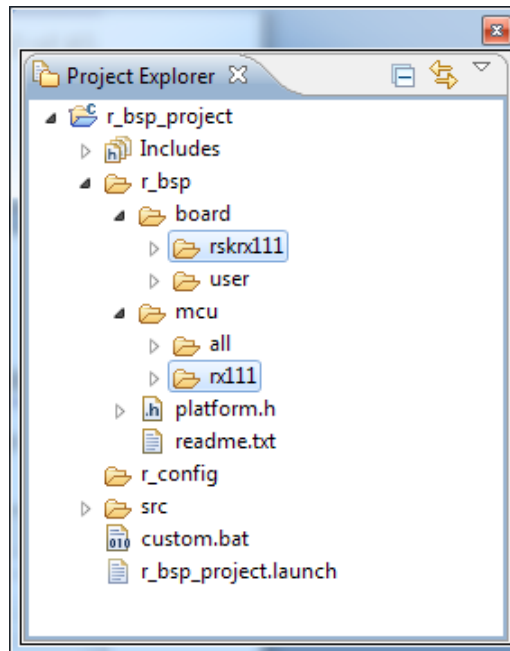 Project Explorer
r_bsp_project
Includes
r_bsp
board
rskrx111
user
mcu
all
rx111
platform.h
readme.txt
r_config
src
custom.bat
r_bsp_project.launch